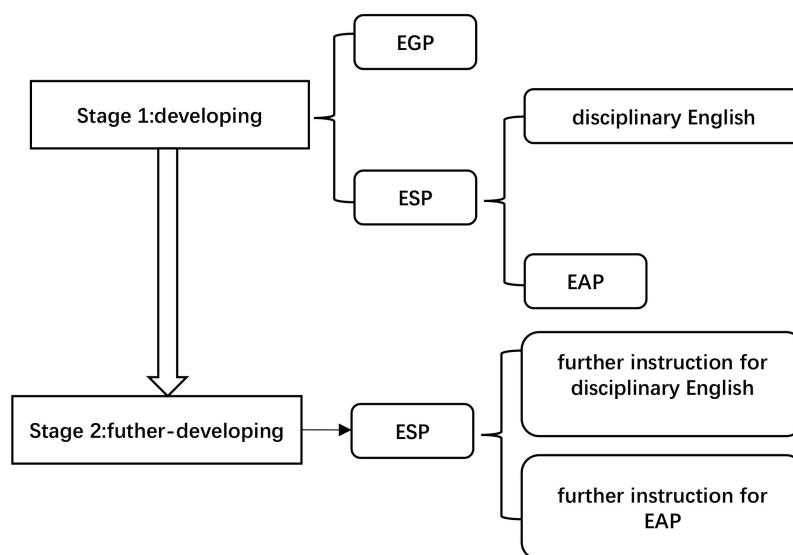 EGP
Stage 1:developing
disciplinary English
ESP
EAP
further instruction for
disciplinary English
Stage 2:futher-developing
ESP
further instruction for
EAP